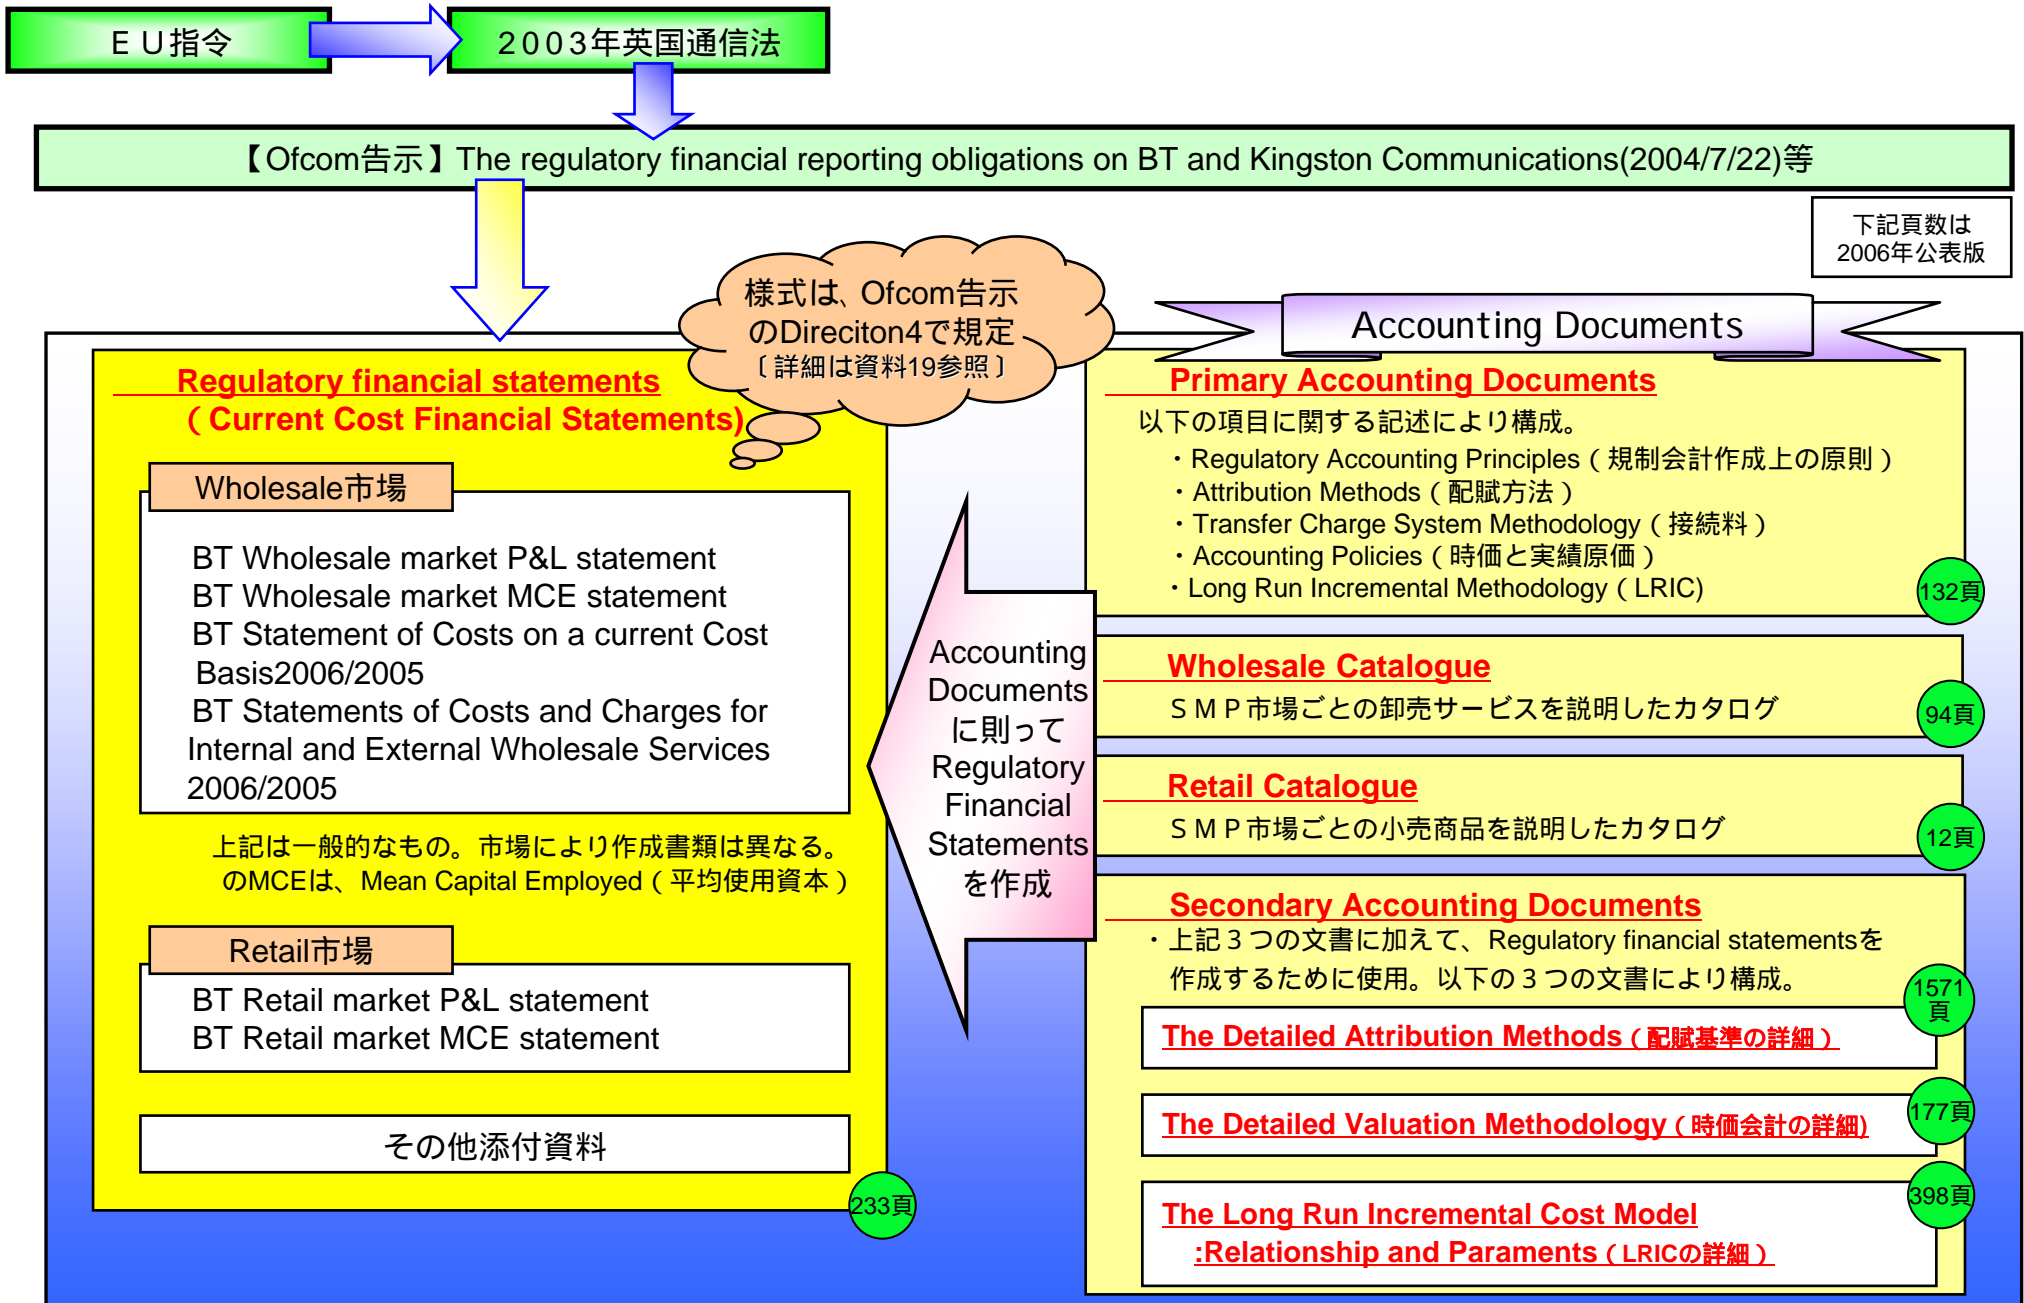 ＥＵ指令
２００３年英国通信法
【Ofcom告示】The regulatory financial reporting obligations on BT and Kingston Communications(2004/7/22)等
下記頁数は
2006年公表版
様式は、Ofcom告示
のDireciton4で規定
〔詳細は資料19参照〕
Regulatory financial statements
（Current Cost Financial Statements)
Wholesale市場
BT Wholesale market P&L statement
BT Wholesale market MCE statement
BT Statement of Costs on a current Cost
Basis2006/2005
BT Statements of Costs and Charges for
Internal and External Wholesale Services
2006/2005
上記は一般的なもの。市場により作成書類は異なる。
のMCEは、Mean Capital Employed（平均使用資本）
Retail市場
BT Retail market P&L statement
BT Retail market MCE statement
その他添付資料
233頁
Accounting
Documents
に則って
Regulatory
Financial
Statements
を作成
Accounting Documents
Primary Accounting Documents
以下の項目に関する記述により構成。
・Regulatory Accounting Principles（規制会計作成上の原則）
・Attribution Methods（配賦方法）
・Transfer Charge System Methodology（接続料）
・Accounting Policies（時価と実績原価）
・Long Run Incremental Methodology（LRIC)
132頁
Wholesale Catalogue
ＳＭＰ市場ごとの卸売サービスを説明したカタログ
94頁
Retail Catalogue
ＳＭＰ市場ごとの小売商品を説明したカタログ
12頁
Secondary Accounting Documents
・上記３つの文書に加えて、Regulatory financial statementsを
作成するために使用。以下の３つの文書により構成。
1571
頁
The Detailed Attribution Methods（配賦基準の詳細）
177頁
The Detailed Valuation Methodology（時価会計の詳細)
398頁
The Long Run Incremental Cost Model
:Relationship and Paraments（LRICの詳細）